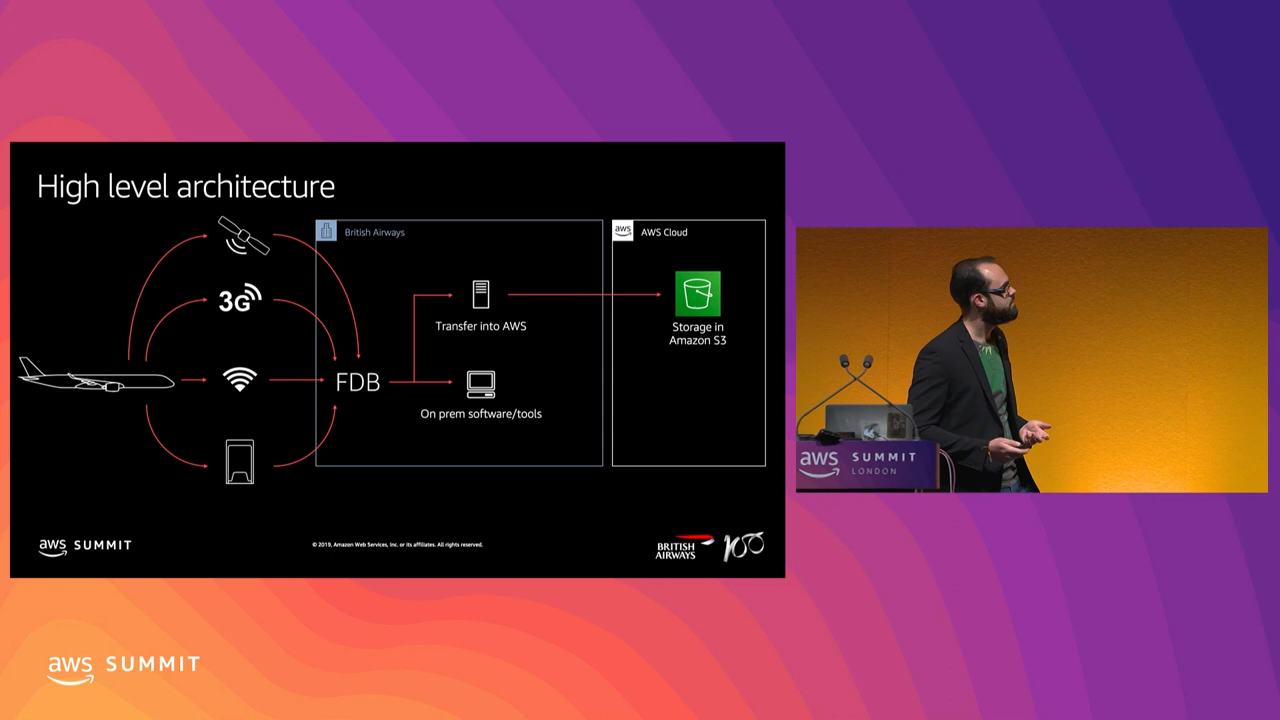 High level architecture
British Airways
aws
AWS Cloud
3G
Transfer into AWS
Storage in
Amazon S3
FDB
On prem software/tools
aws SUMMIT
© 2019, Amazon Web Services, Inc. or its affiliates. All rights reserved.
BRITISH
AIRWAYS
100
aws SUMMIT
LONDON
aws SUMMIT